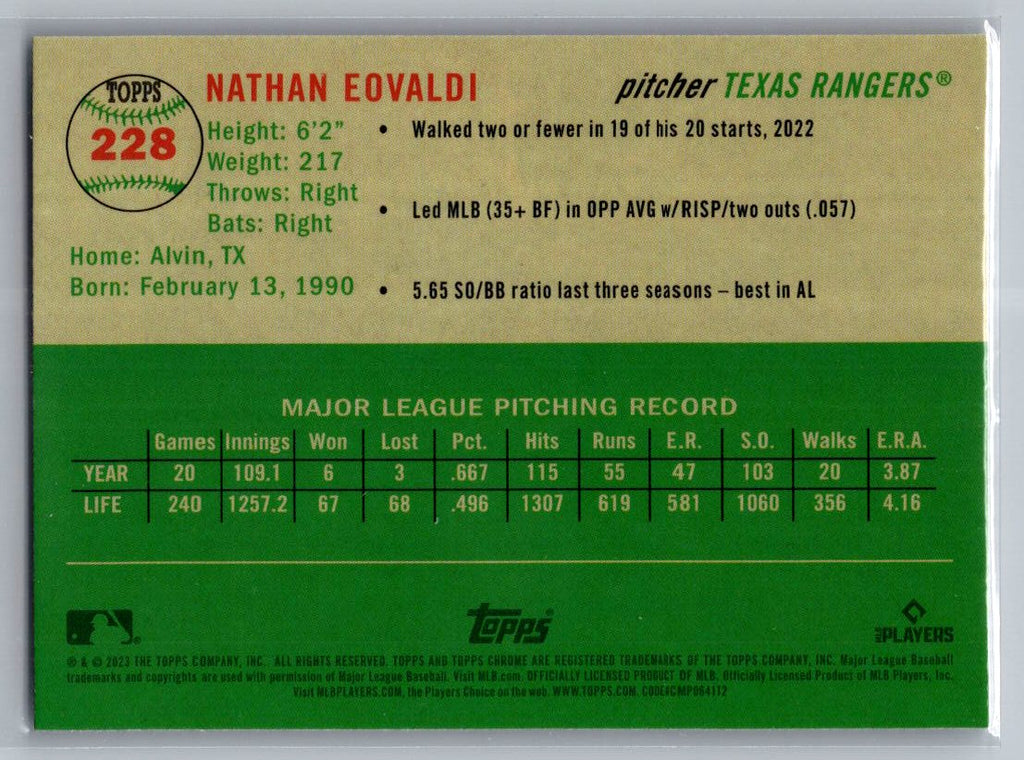 TOPPS
228
NATHAN EOVALDI
pitcher TEXAS RANGERS®
Height: 6'2"
Weight: 217
Throws: Right
Bats: Right
Home: Alvin, TX
Born: February 13, 1990
• Walked two or fewer in 19 of his 20 starts, 2022
• Led MLB (35+ BF) in OPP AVG w/RISP/two outs (.057)
• 5.65 SO/BB ratio last three seasons – best in AL
MAJOR LEAGUE PITCHING RECORD
Games Innings Won Lost Pct. Hits Runs E.R. S.O. Walks E.R.A.
YEAR 20 109.1 6 3 .667 115 55 47 103 20 3.87
LIFE 240 1257.2 67 68 .496 1307 619 581 1060 356 4.16
Topps®
MLB PLAYERS
® & © 2023 THE TOPPS COMPANY, INC. ALL RIGHTS RESERVED. TOPPS AND TOPPS CHROME ARE REGISTERED TRADEMARKS OF THE TOPPS COMPANY, INC. Major League Baseball
trademarks and copyrights are used with permission of Major League Baseball. Visit MLB.com. OFFICIALLY LICENSED PRODUCT OF MLB. Officially Licensed Product of MLB Players, Inc.
Visit MLBPLAYERS.COM, the Players Choice on the web. WWW.TOPPS.COM. CODE#CMP064112